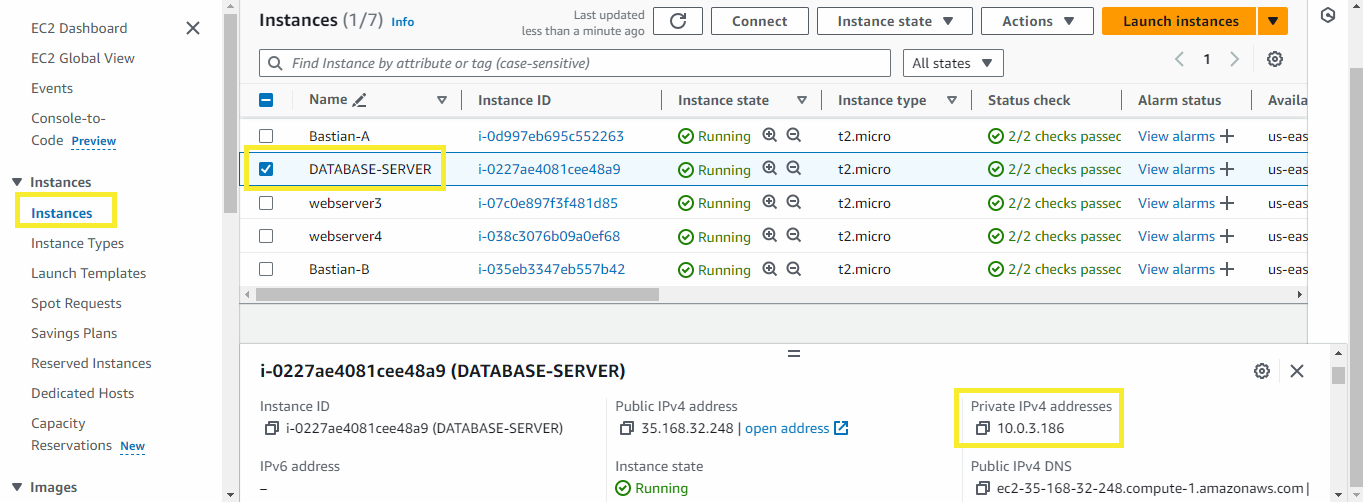 EC2 Dashboard
EC2 Global View
Events
Console-to-
Code Preview
Instances
Instances
Instance Types
Launch Templates
Spot Requests
Savings Plans
Reserved Instances
Dedicated Hosts
Capacity
Reservations New
Images
Instances (1/7) Info
Last updated
less than a minute ago
Connect
Instance state
Actions
Launch instances
Find Instance by attribute or tag (case-sensitive)
All states
1
Name Instance ID Instance state Instance type Status check Alarm status Availa
Bastian-A i-0d997eb695c552263 Running t2.micro 2/2 checks passec View alarms us-eas
DATABASE-SERVER i-0227ae4081cee48a9 Running t2.micro 2/2 checks passec View alarms us-eas
webserver3 i-07c0e897f3f481d85 Running t2.micro 2/2 checks passec View alarms us-eas
webserver4 i-038c3076b09a0ef68 Running t2.micro 2/2 checks passec View alarms us-eas
Bastian-B i-035eb3347eb557b42 Running t2.micro 2/2 checks passec View alarms us-eas
i-0227ae4081cee48a9 (DATABASE-SERVER)
Instance ID Public IPv4 address Private IPv4 addresses
i-0227ae4081cee48a9 (DATABASE-SERVER) 35.168.32.248 | open address 10.0.3.186
IPv6 address Instance state Public IPv4 DNS
– Running ec2-35-168-32-248.compute-1.amazonaws.com |